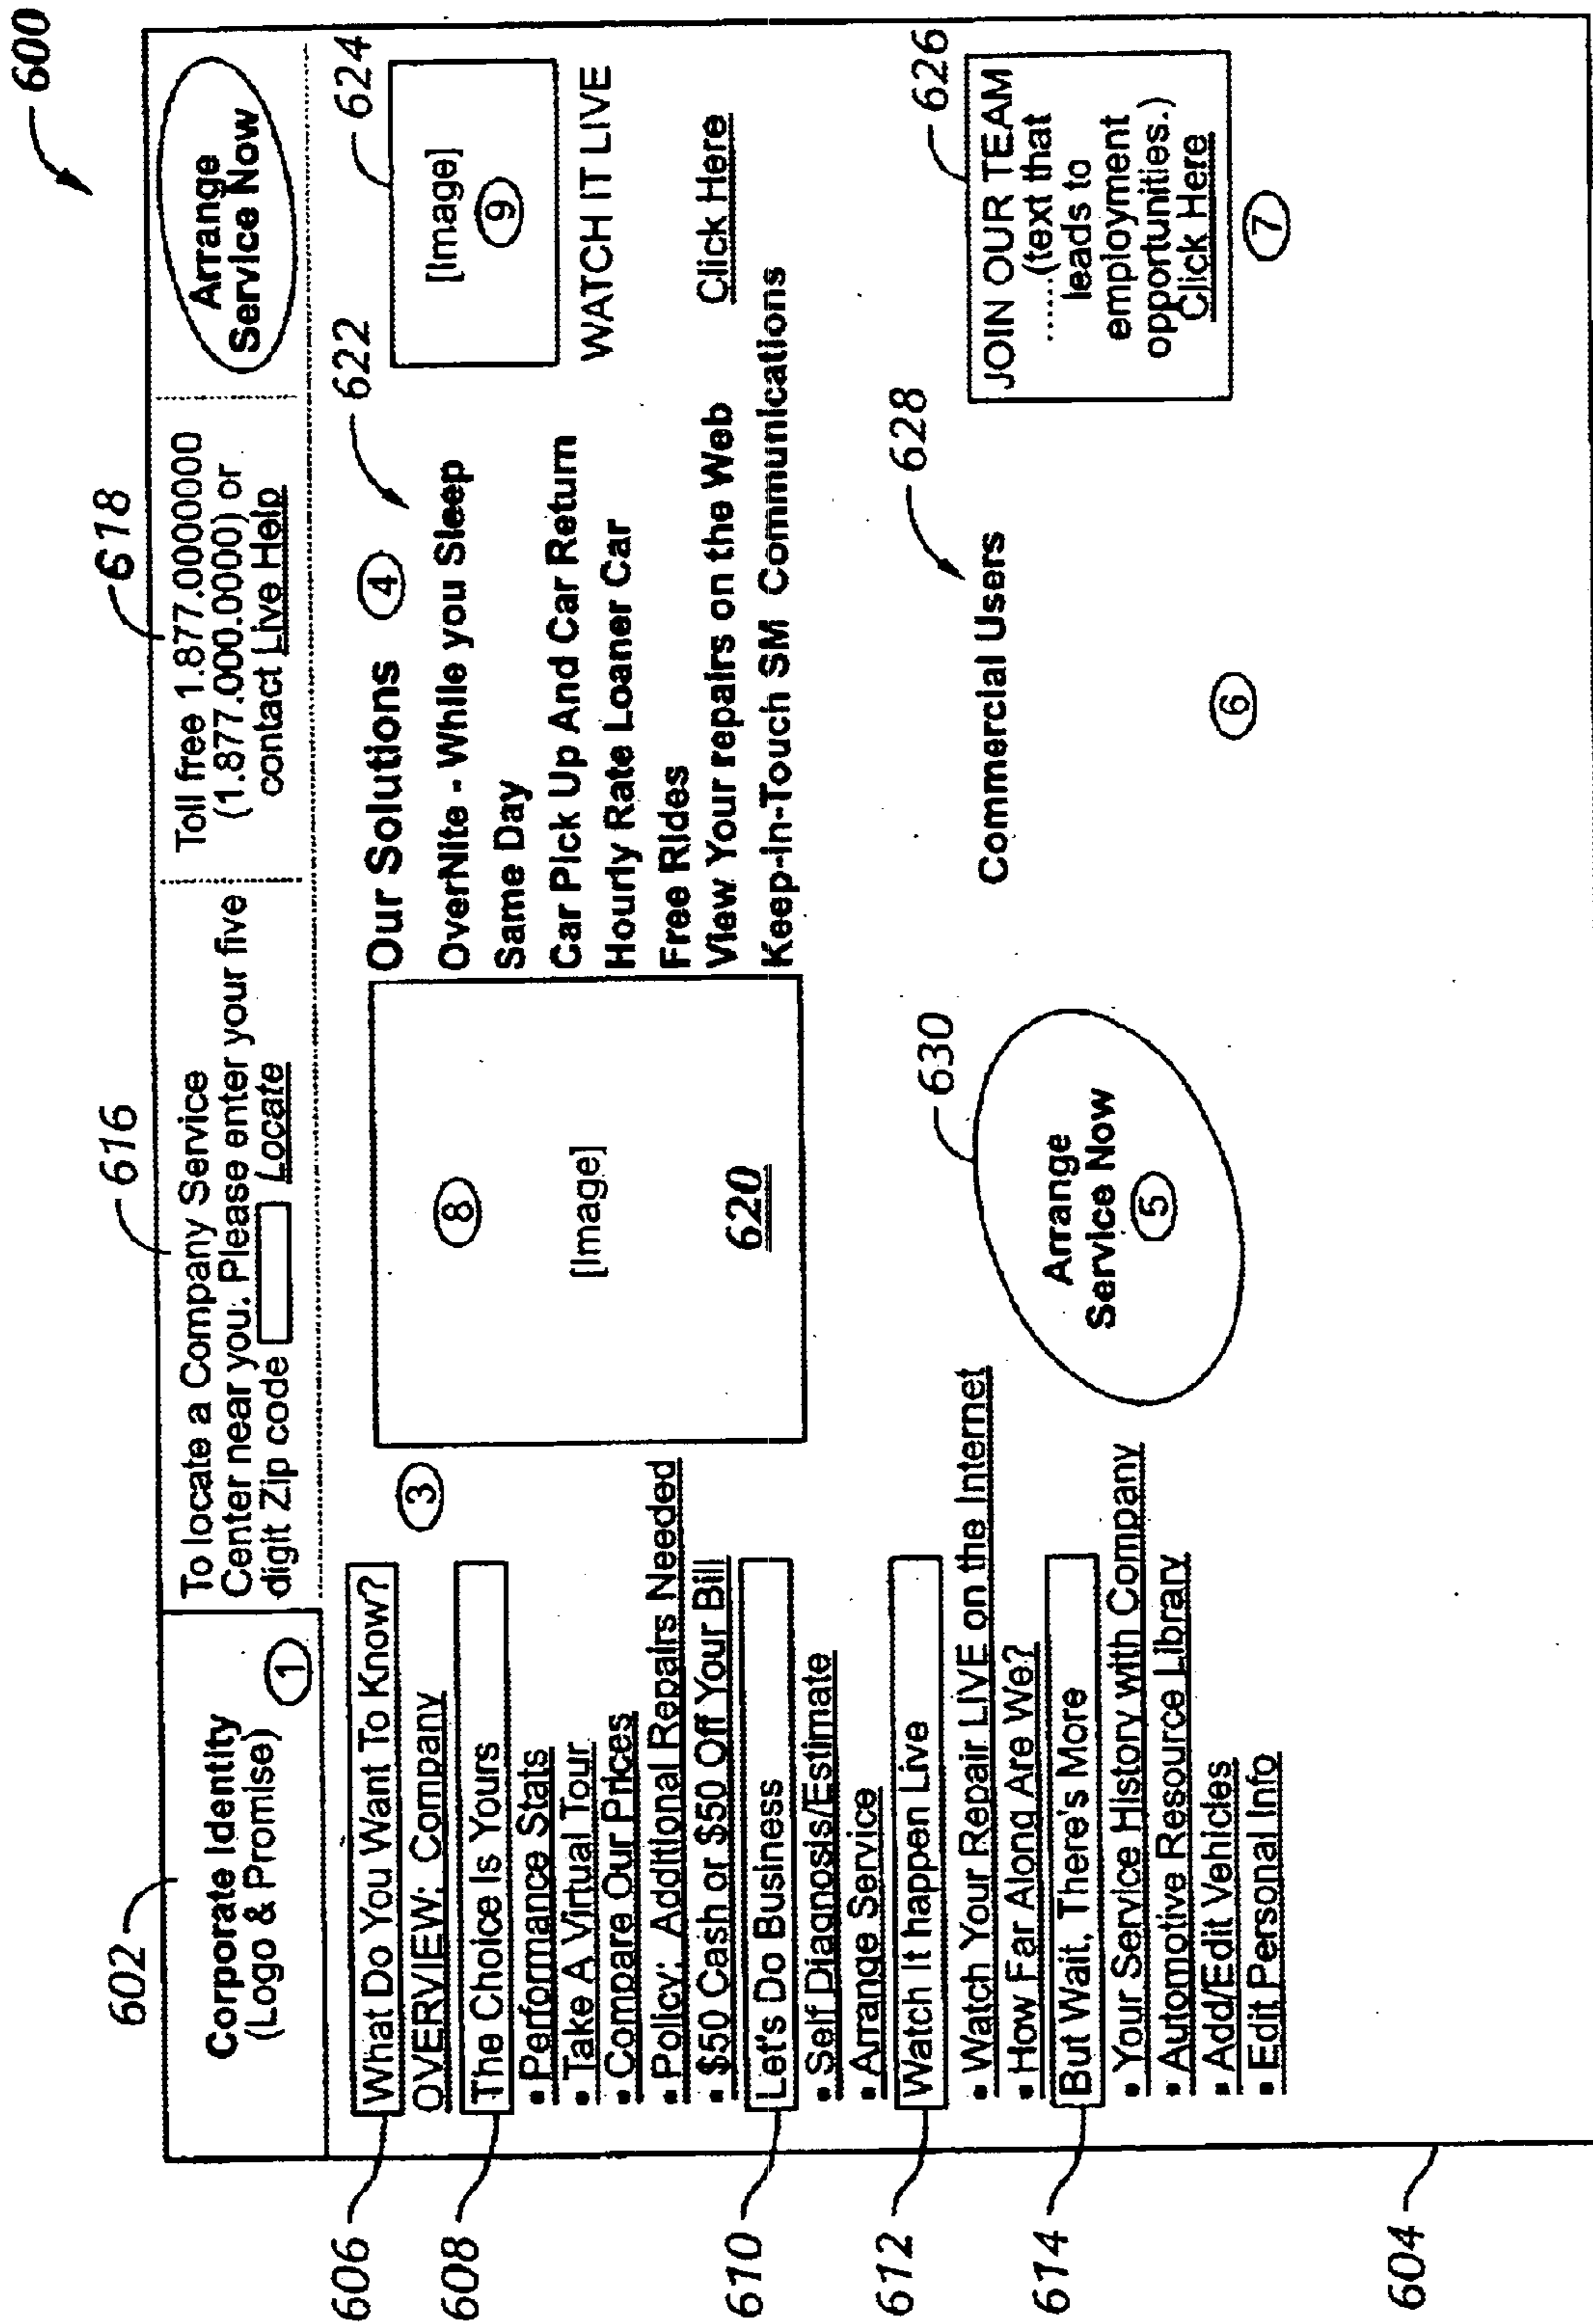 600
602
616
618
Corporate Identity
(Logo & Promise)
1
To locate a Company Service
Center near you. Please enter your five
digit Zip code Locate
Toll free 1.877.0000000
(1.877.000.0000) or
contact Live Help
Arrange
Service Now
606
What Do You Want To Know?
OVERVIEW: Company
608
The Choice Is Yours
• Performance Stats
• Take A Virtual Tour
• Compare Our Prices
• Policy: Additional Repairs Needed
• $50 Cash or $50 Off Your Bill
610
Let's Do Business
• Self Diagnosis/Estimate
• Arrange Service
612
Watch It happen Live
• Watch Your Repair LIVE on the Internet
• How Far Along Are We?
614
But Wait, There's More
• Your Service History with Company
• Automotive Resource Library
• Add/Edit Vehicles
• Edit Personal Info
604
3
8
[Image]
620
630
Arrange
Service Now
5
Our Solutions
4
622
OverNite - While you Sleep
Same Day
Car Pick Up And Car Return
Hourly Rate Loaner Car
Free Rides
View Your repairs on the Web
Keep-In-Touch SM Communications
628
Commercial Users
6
624
[Image]
9
WATCH IT LIVE
Click Here
626
JOIN OUR TEAM
......(text that
leads to
employment
opportunities.)
Click Here
7